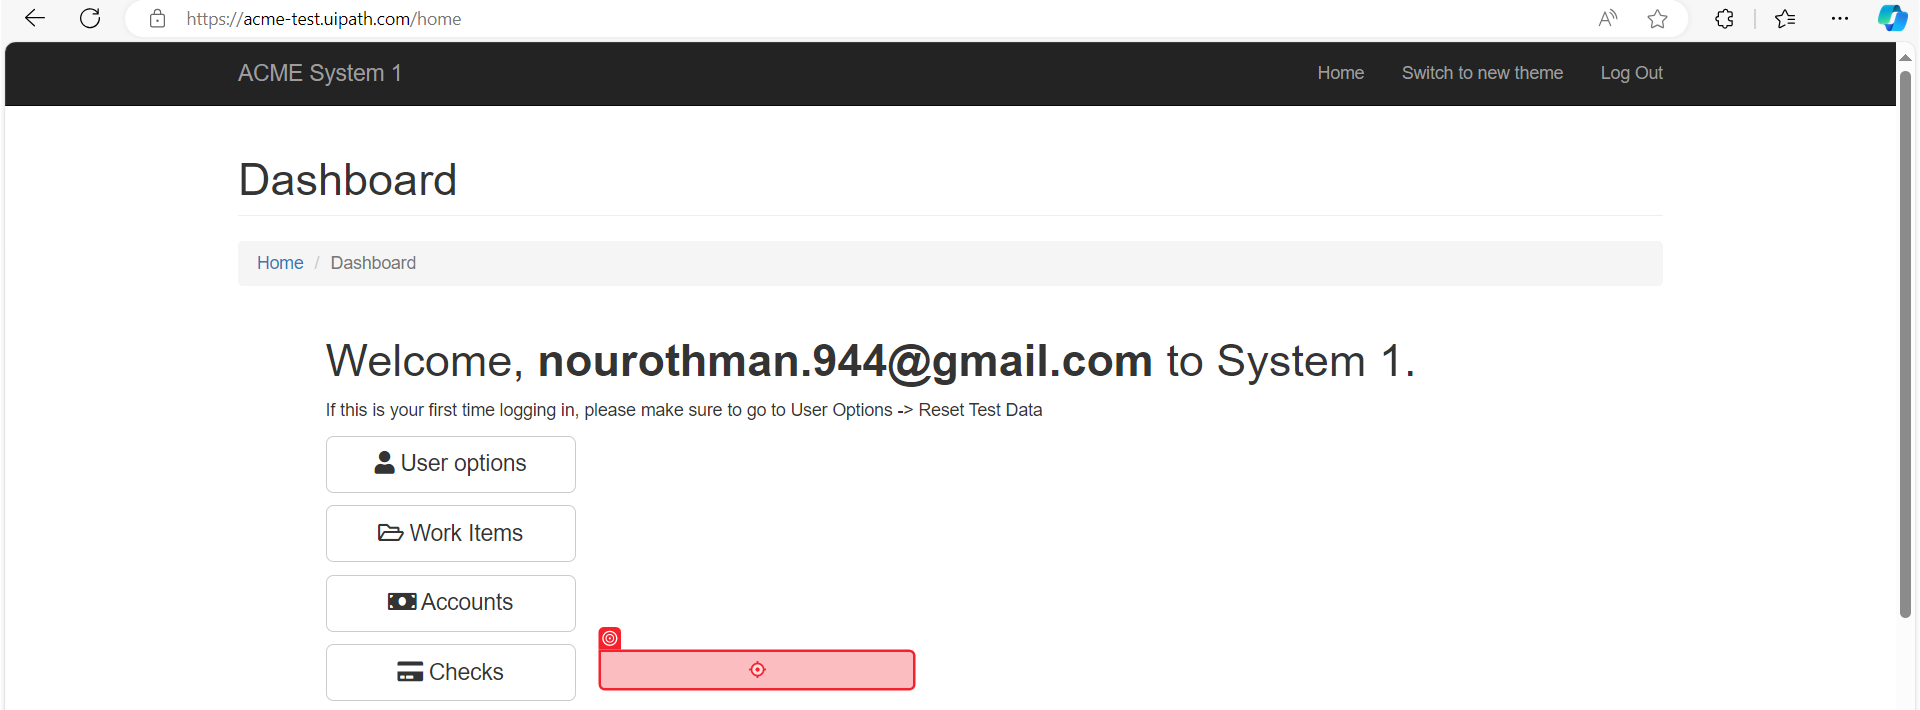 https://acme-test.uipath.com/home
ACME System 1
Home
Switch to new theme
Log Out
Dashboard
Home / Dashboard
Welcome, nourothman.944@gmail.com to System 1.
If this is your first time logging in, please make sure to go to User Options -> Reset Test Data
User options
Work Items
Accounts
Checks